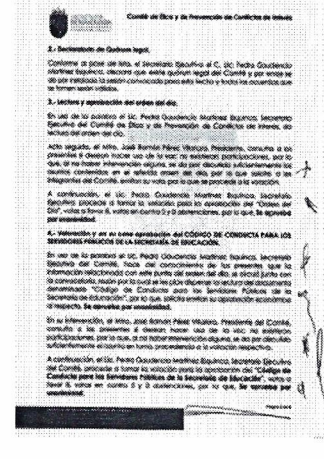 Comité de Ética y de Prevención de Conflictos de Interés
2.- Declaratoria de Quórum legal.
Conforme al pase de lista, el Secretario Ejecutivo el C. Lic. Pedro Gaudencio
Martínez Equinca, declara que existe quórum legal del Comité y por ende se
da por instalada la sesión convocada para esta fecha y todos los acuerdos que
se tomen serán válidos.
3.- Lectura y aprobación del orden del día.
En uso de la palabra el Lic. Pedro Gaudencio Martínez Equinca, Secretario
Ejecutivo del Comité de Ética y de Prevención de Conflictos de Interés, da
lectura del orden del día.
Acto seguido, el Mtro. José Ramón Pérez Vitorica, Presidente, consulta a los
presentes si desean hacer uso de la voz; no existieron participaciones, por lo
que, al no haber intervención alguna, se da por discutido suficientemente los
asuntos contenidos en el referido orden del día, por lo que solicita a los
integrantes del Comité, emitan su voto, por lo que se procede a la votación.
A continuación, el Lic. Pedro Gaudencio Martínez Equinca, Secretario
Ejecutivo procede a tomar la votación para la aprobación del "Orden del
Día", votos a favor 8, votos en contra 0 y 0 abstenciones, por lo que, Se aprueba
por unanimidad.
4.- Valoración y en su caso aprobación del CÓDIGO DE CONDUCTA PARA LOS
SERVIDORES PÚBLICOS DE LA SECRETARÍA DE EDUCACIÓN.
En uso de la palabra el Lic. Pedro Gaudencio Martínez Equinca, Secretario
Ejecutivo del Comité, hace del conocimiento de los presentes que la
información relacionada con este punto del orden del día, se circuló junto con
la convocatoria, razón por la cual se les pide dispensar la lectura del documento
denominado "Código de Conducta para los Servidores Públicos de la
Secretaría de Educación", por lo que, solicita emitan su aprobación económica
al respecto. Se aprueba por unanimidad.
En su intervención, el Mtro. José Ramón Pérez Vitorica, Presidente del Comité,
consulta a los presentes si desean hacer uso de la voz; no existieron
participaciones, por lo que, al no haber intervención alguna, se da por discutido
suficientemente el asunto en turno, procediendo a la votación respectiva.
A continuación, el Lic. Pedro Gaudencio Martínez Equinca, Secretario Ejecutivo
del Comité, procede a tomar la votación para la aprobación del "Código de
Conducta para los Servidores Públicos de la Secretaría de Educación", votos a
favor 8, votos en contra 0 y 0 abstenciones, por lo que, Se aprueba por
unanimidad.